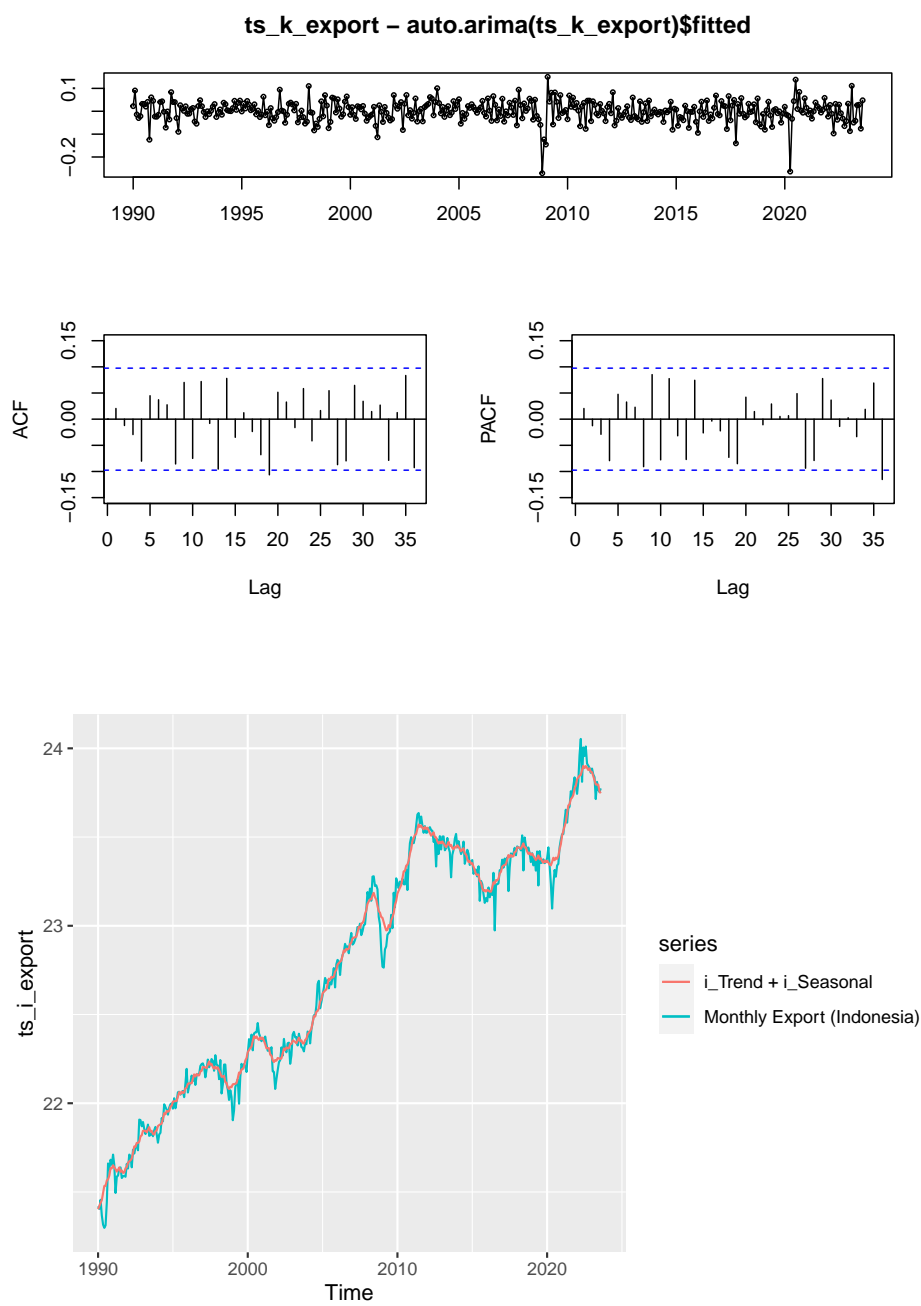 ts_k_export − auto.arima(ts_k_export)$fitted
0.1
−0.2
1990 1995 2000 2005 2010 2015 2020
ACF
0.15
0.00
−0.15
0 5 10 15 20 25 30 35
Lag
PACF
0.15
0.00
−0.15
0 5 10 15 20 25 30 35
Lag
ts_i_export
24
23
22
1990 2000 2010 2020
Time
series
i_Trend + i_Seasonal
Monthly Export (Indonesia)